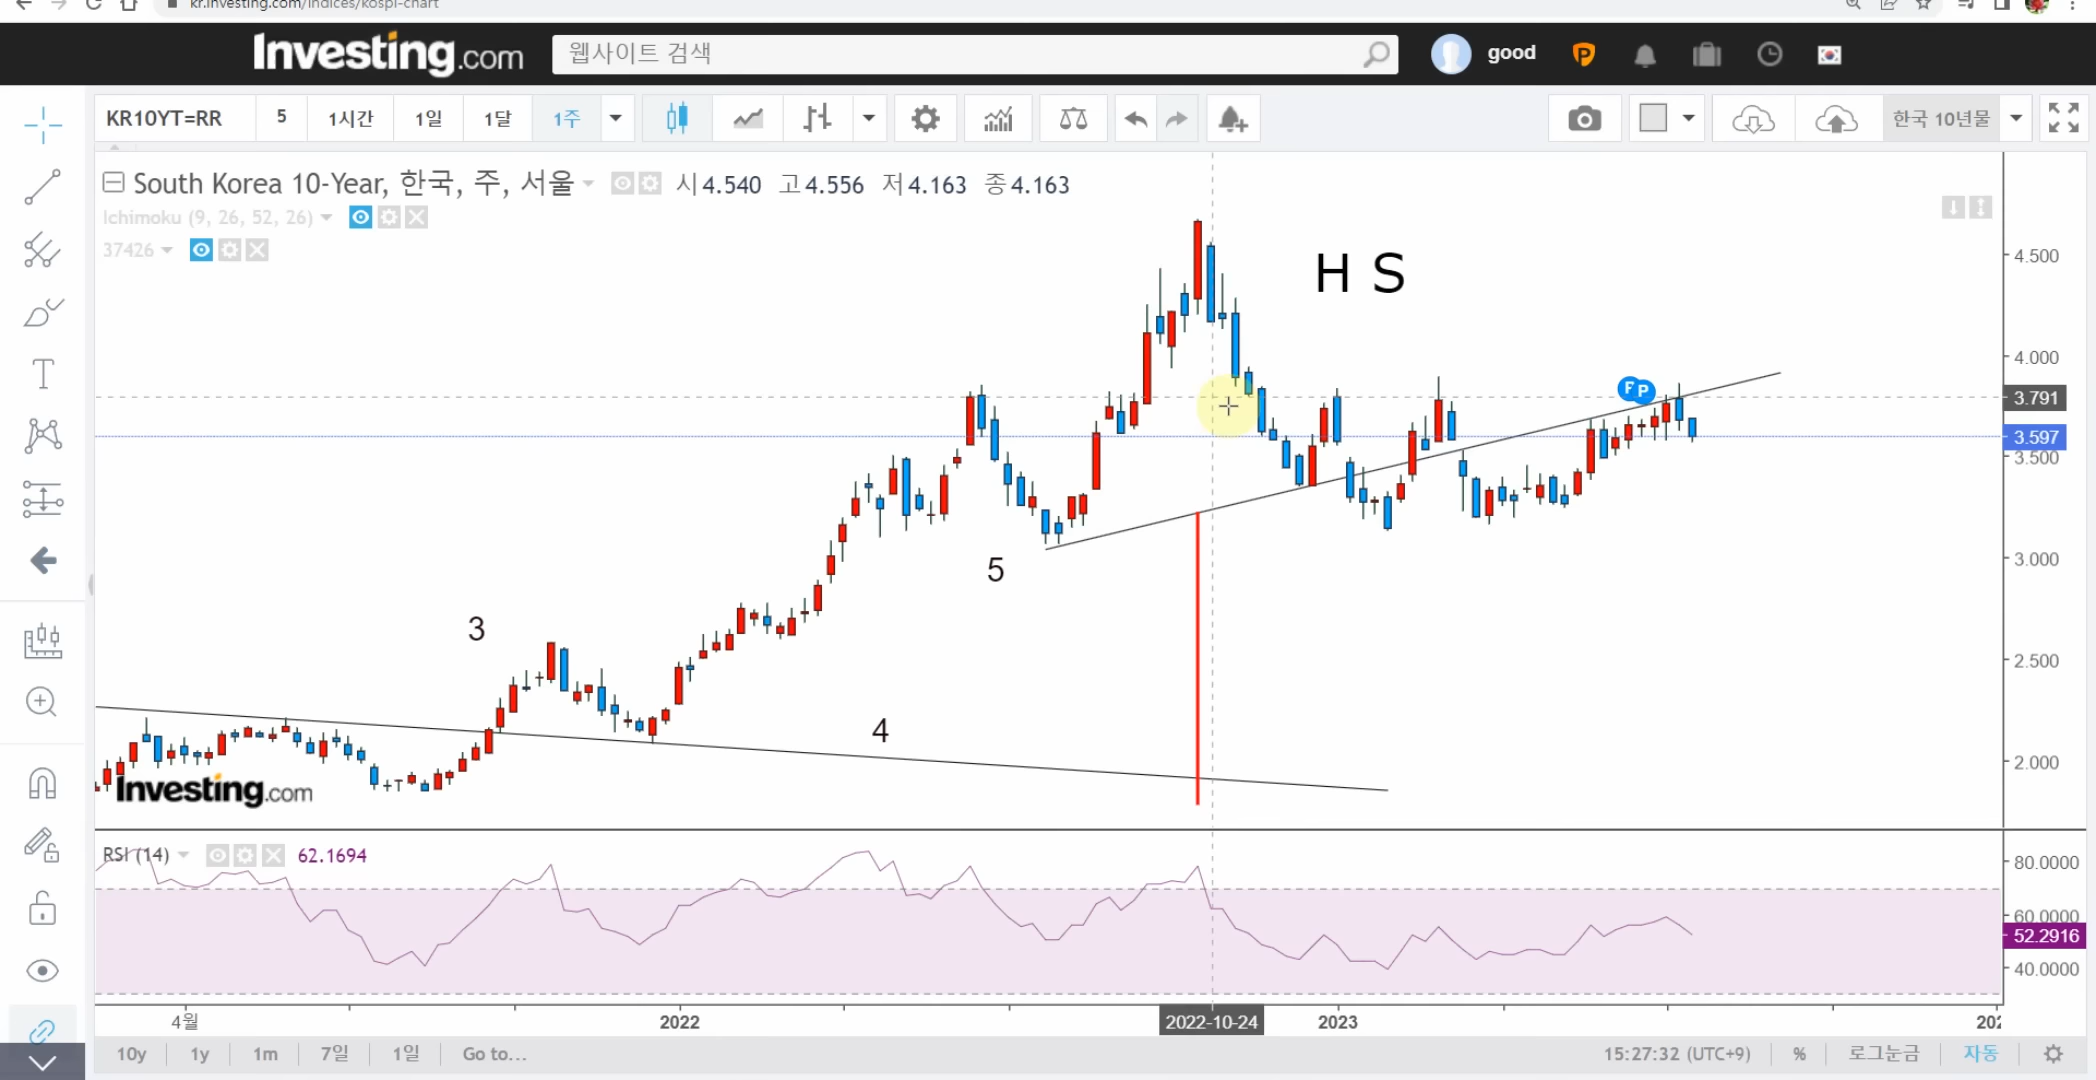 kr.investing.com/indices/kospi-chart
Investing.com 웹사이트 검색 good
KR10YT=RR 5 1시간 1일 1달 1주 한국 10년물
South Korea 10-Year, 한국, 주, 서울 시 4.540 고 4.556 저 4.163 종 4.163
Ichimoku (9, 26, 52, 26)
37426
4.500
H S
4.000
F P
3.791
3.597
3.500
3.000
5
3
2.500
4
2.000
Investing.com
RSI (14) 62.1694
80.0000
60.0000
52.2916
40.0000
4월 2022 2022-10-24 2023 202
10y 1y 1m 7일 1일 Go to... 15:27:32 (UTC+9) % 로그눈금 자동